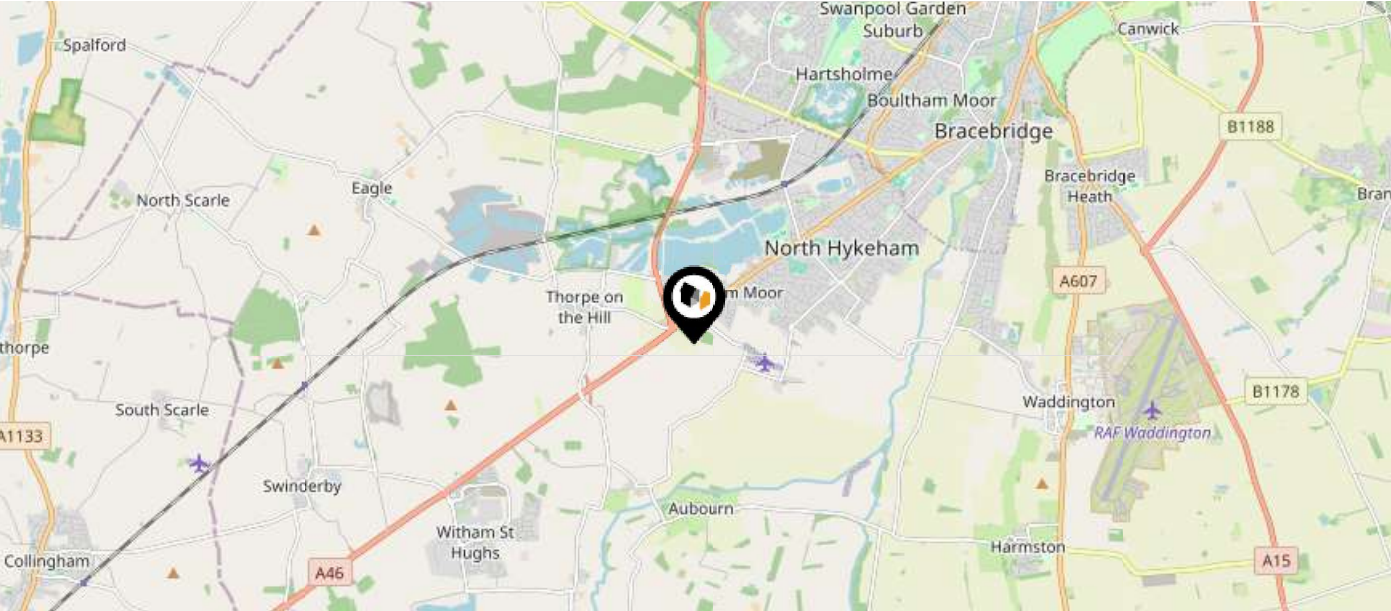 Swanpool Garden
Suburb
Canwick
Spalford
Hartsholme
Boultham Moor
B1188
Bracebridge
Bracebridge
Heath
Eagle
North Scarle
Bran
North Hykeham
A607
m Moor
Thorpe on
the Hill
thorpe
B1178
Waddington
South Scarle
A1133
RAF Waddington
Swinderby
Aubourn
Witham St
Hughs
Harmston
Collingham
A46
A15